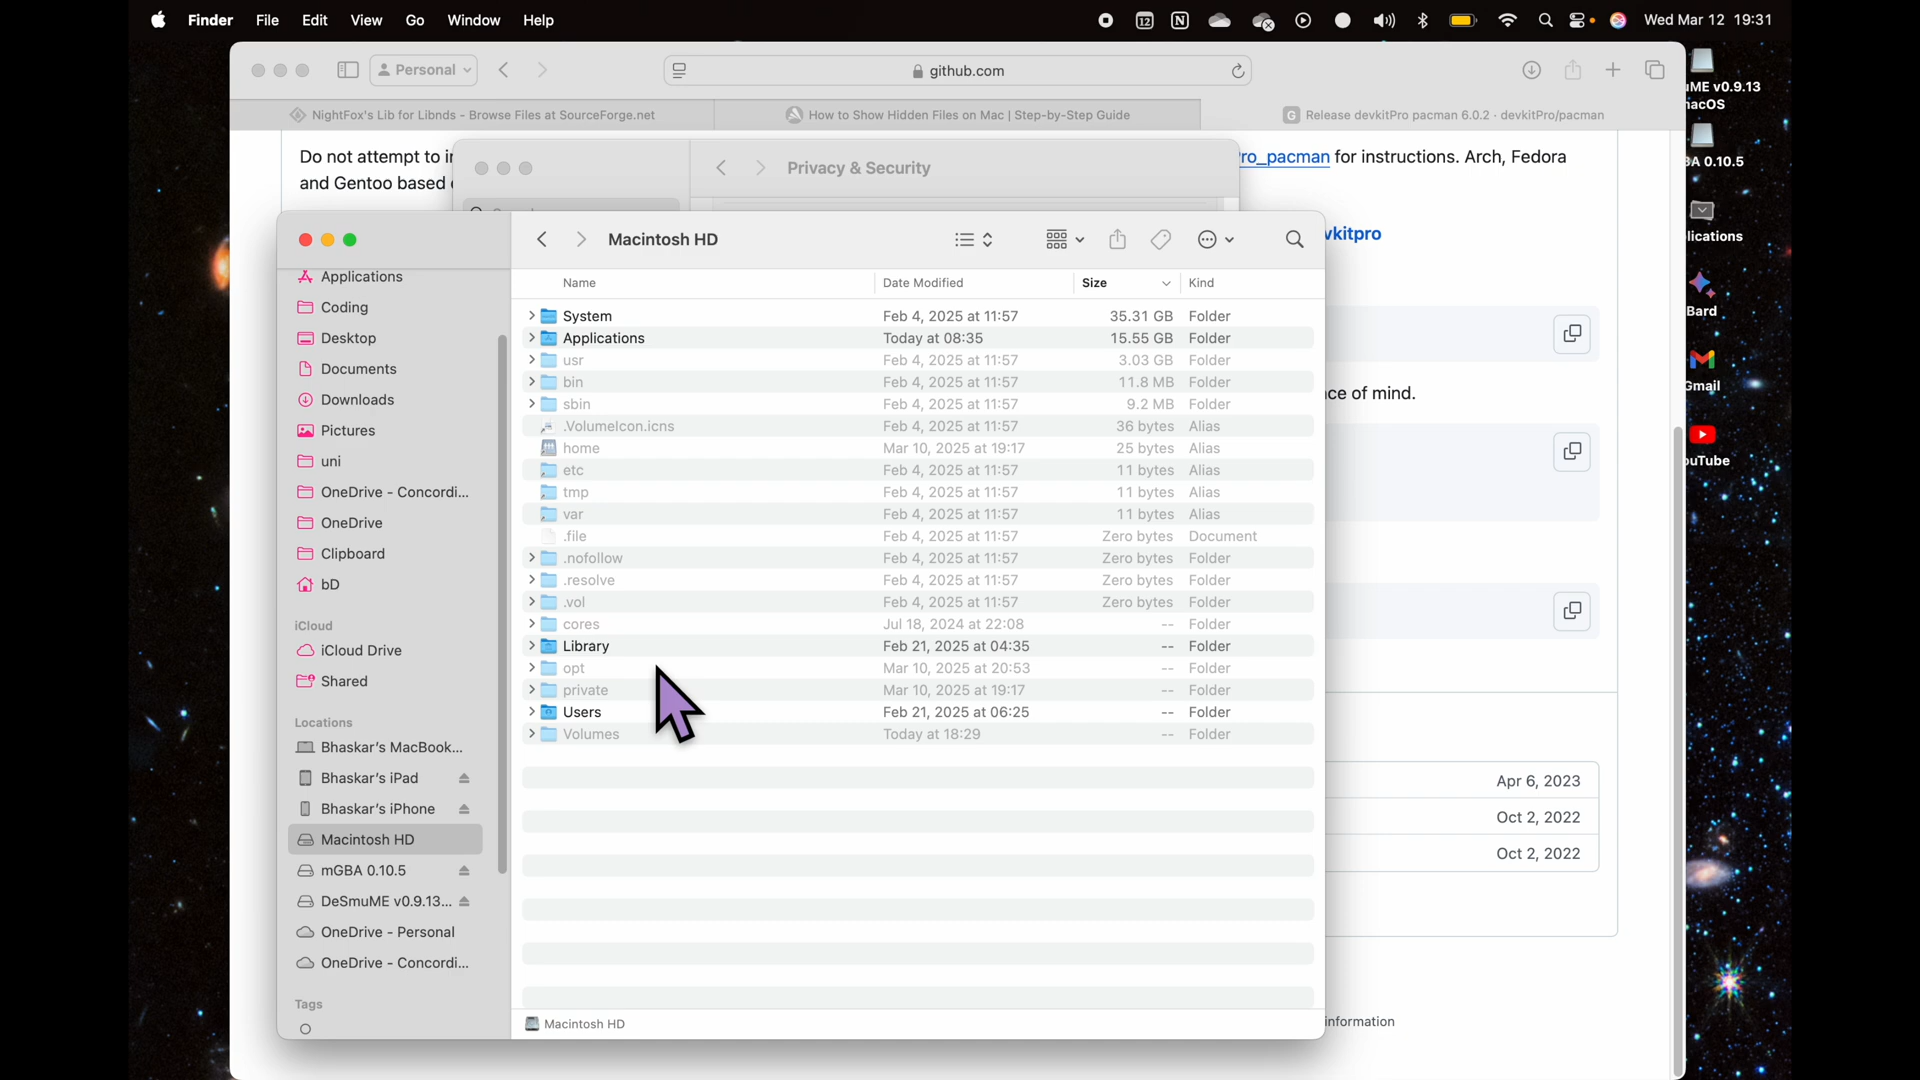 Finder File Edit View Go Window Help Wed Mar 12 19:31
Personal github.com
NightFox's Lib for Libnds - Browse Files at SourceForge.net How to Show Hidden Files on Mac | Step-by-Step Guide Release devkitPro pacman 6.0.2 · devkitPro/pacman
Do not attempt to i ro_pacman for instructions. Arch, Fedora
and Gentoo based
Privacy & Security
vkitpro
ce of mind.
Apr 6, 2023
Oct 2, 2022
Oct 2, 2022
information
Macintosh HD
Name Date Modified Size Kind
System Feb 4, 2025 at 11:57 35.31 GB Folder
Applications Today at 08:35 15.55 GB Folder
usr Feb 4, 2025 at 11:57 3.03 GB Folder
bin Feb 4, 2025 at 11:57 11.8 MB Folder
sbin Feb 4, 2025 at 11:57 9.2 MB Folder
.VolumeIcon.icns Feb 4, 2025 at 11:57 36 bytes Alias
home Mar 10, 2025 at 19:17 25 bytes Alias
etc Feb 4, 2025 at 11:57 11 bytes Alias
tmp Feb 4, 2025 at 11:57 11 bytes Alias
var Feb 4, 2025 at 11:57 11 bytes Alias
.file Feb 4, 2025 at 11:57 Zero bytes Document
.nofollow Feb 4, 2025 at 11:57 Zero bytes Folder
.resolve Feb 4, 2025 at 11:57 Zero bytes Folder
.vol Feb 4, 2025 at 11:57 Zero bytes Folder
cores Jul 18, 2024 at 22:08 -- Folder
Library Feb 21, 2025 at 04:35 -- Folder
opt Mar 10, 2025 at 20:53 -- Folder
private Mar 10, 2025 at 19:17 -- Folder
Users Feb 21, 2025 at 06:25 -- Folder
Volumes Today at 18:29 -- Folder
Macintosh HD
Applications
Coding
Desktop
Documents
Downloads
Pictures
uni
OneDrive - Concordi...
OneDrive
Clipboard
bD
iCloud
iCloud Drive
Shared
Locations
Bhaskar's MacBook...
Bhaskar's iPad
Bhaskar's iPhone
Macintosh HD
mGBA 0.10.5
DeSmuME v0.9.13...
OneDrive - Personal
OneDrive - Concordi...
Tags
uME v0.9.13
macOS
BA 0.10.5
lications
Bard
Gmail
ouTube